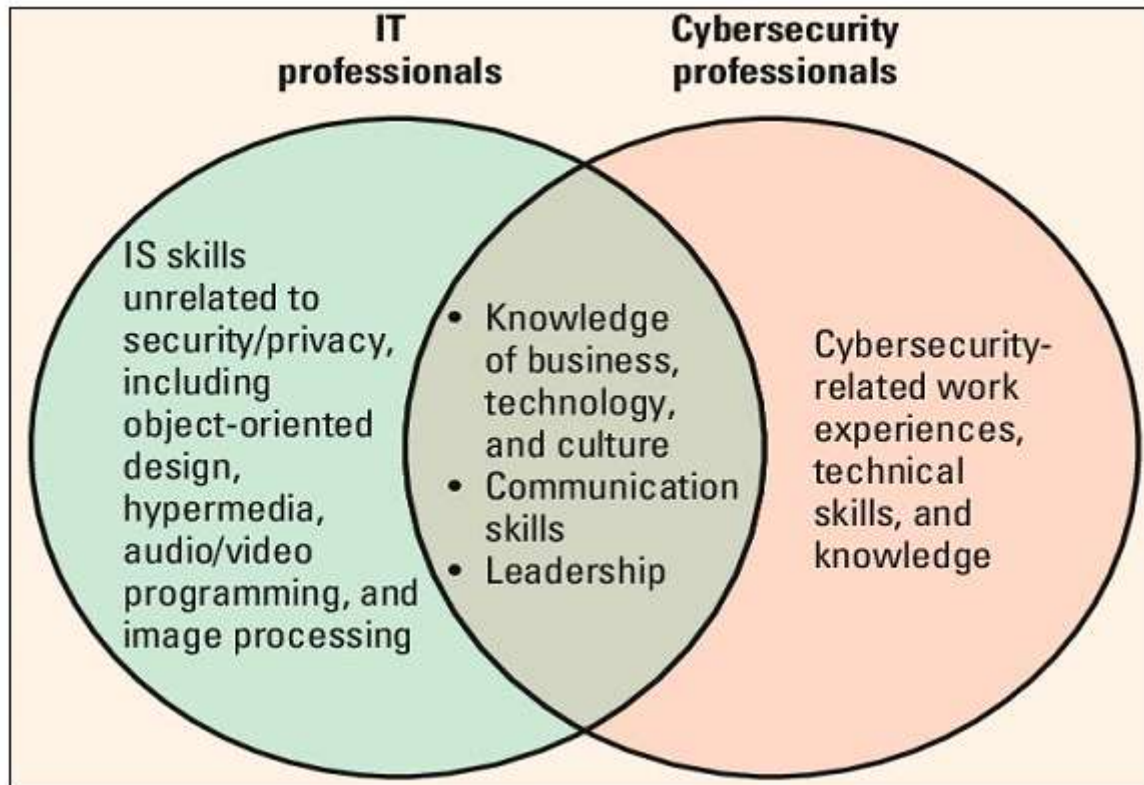 IT
professionals
Cybersecurity
professionals
IS skills
unrelated to
security/privacy,
including
object-oriented
design,
hypermedia,
audio/video
programming, and
image processing
• Knowledge
of business,
technology,
and culture
• Communication
skills
• Leadership
Cybersecurity-
related work
experiences,
technical
skills, and
knowledge